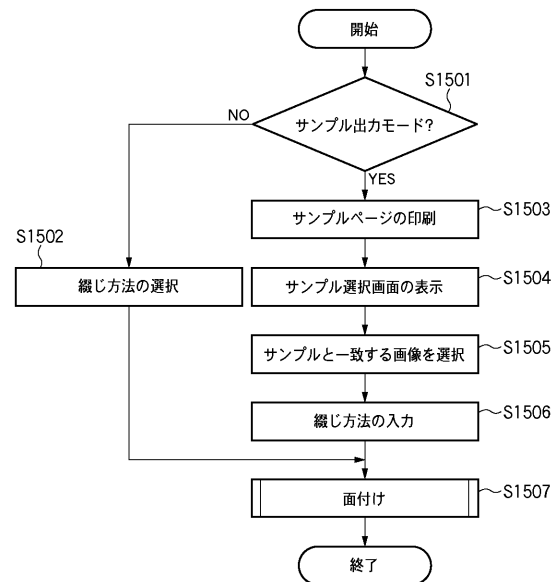 開始
S1501
サンプル出力モード?
NO
YES
S1503
サンプルページの印刷
S1502
綴じ方法の選択
S1504
サンプル選択画面の表示
S1505
サンプルと一致する画像を選択
S1506
綴じ方法の入力
S1507
面付け
終了